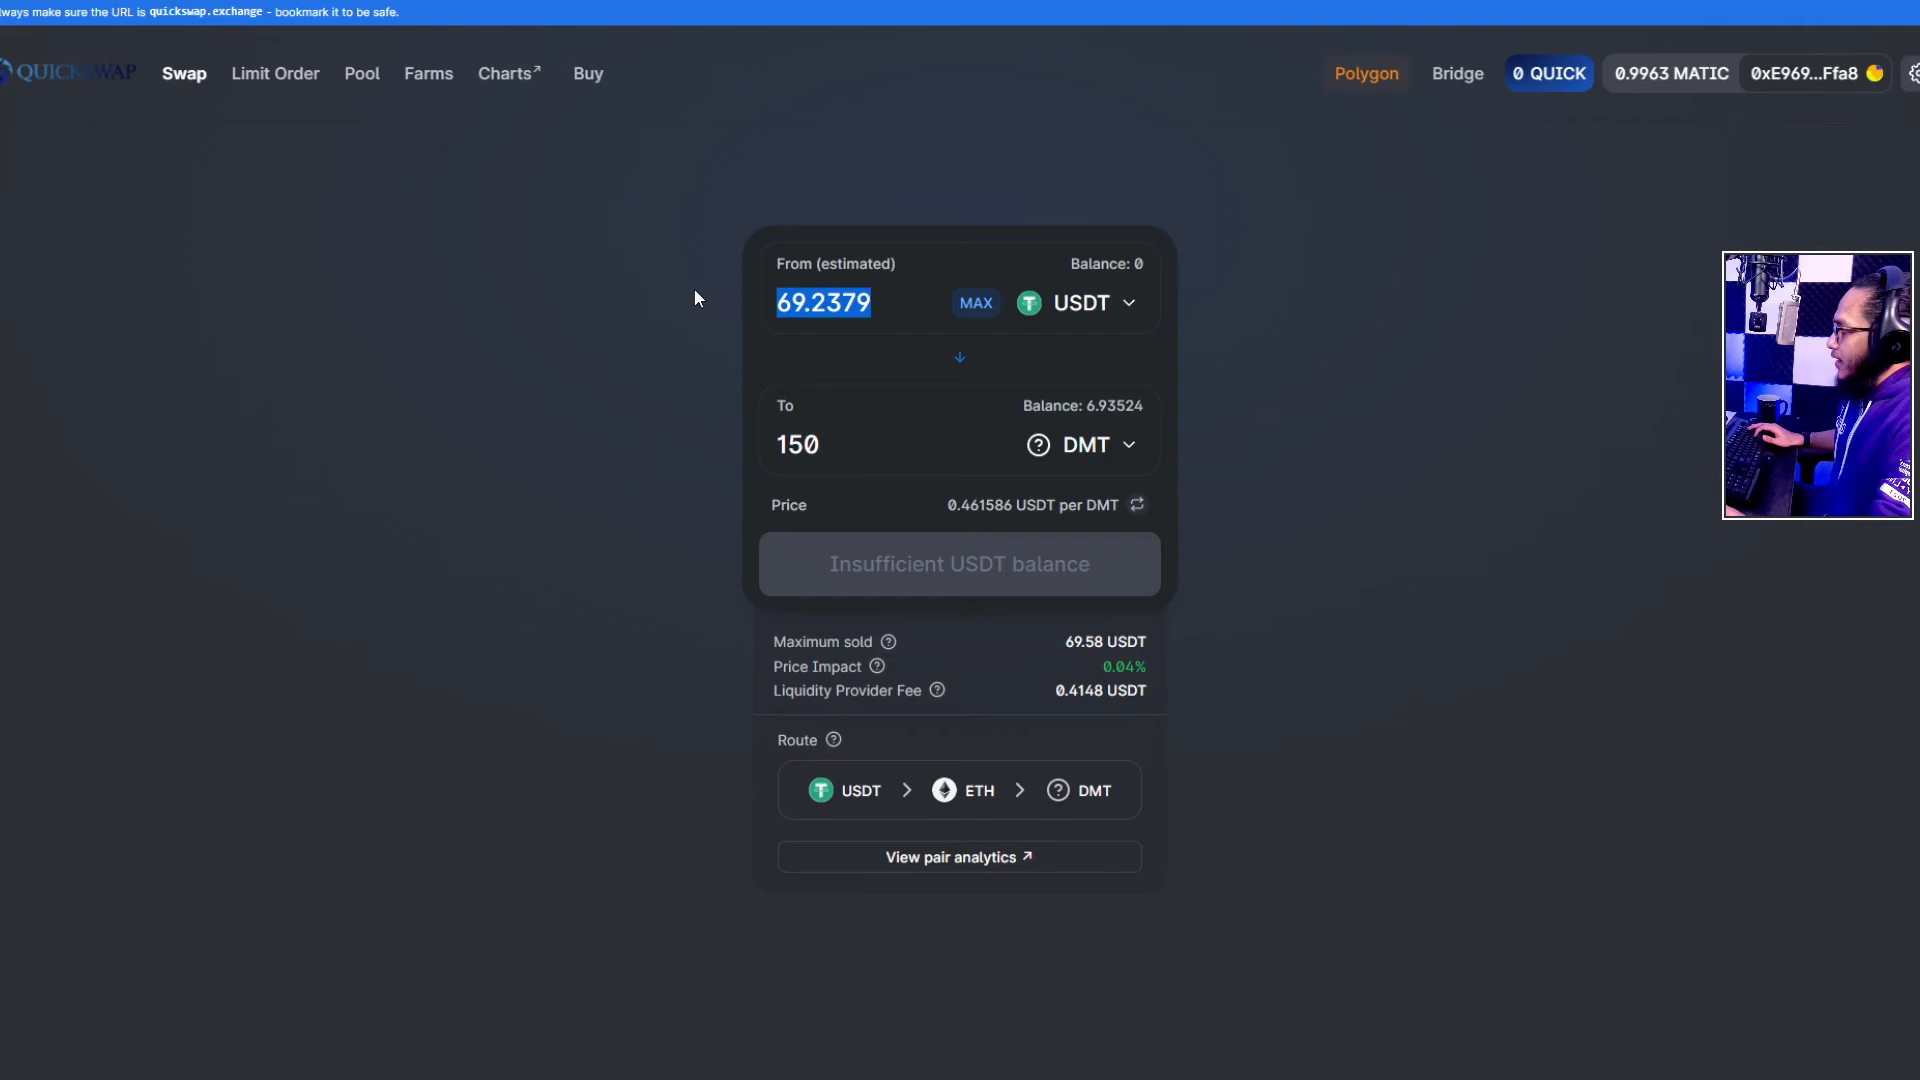 lways make sure the URL is quickswap.exchange - bookmark it to be safe.
QUICKSWAP Swap Limit Order Pool Farms Charts↗ Buy Polygon Bridge 0 QUICK 0.9963 MATIC 0xE969...Ffa8
From (estimated) Balance: 0
69.2379 MAX USDT
To Balance: 6.93524
150 DMT
Price 0.461586 USDT per DMT
Insufficient USDT balance
Maximum sold 69.58 USDT
Price Impact 0.04%
Liquidity Provider Fee 0.4148 USDT
Route
USDT > ETH > DMT
View pair analytics ↗